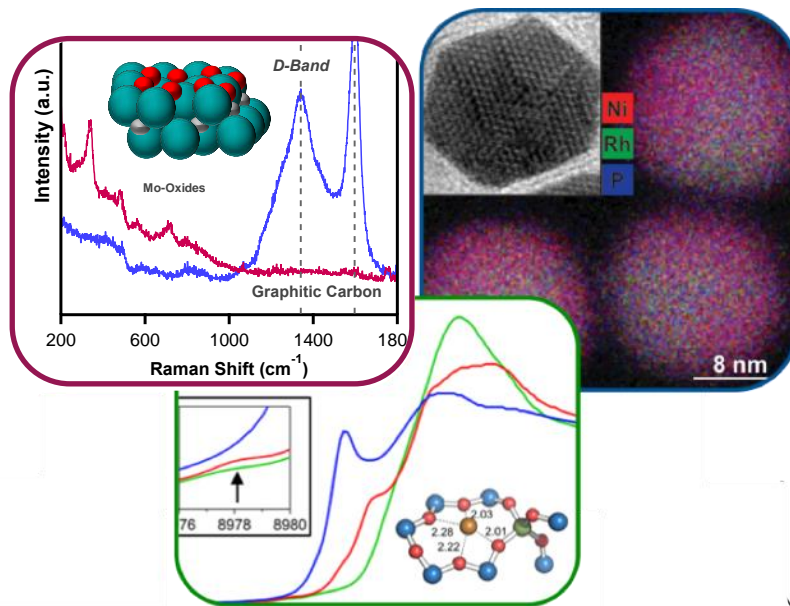 D-Band
Intensity (a.u.)
Mo-Oxides
Graphitic Carbon
200 600 1000 1400 180
Raman Shift (cm-1)
Ni
Rh
P
8 nm
76 8978 8980
2.03
2.28
2.01
2.22